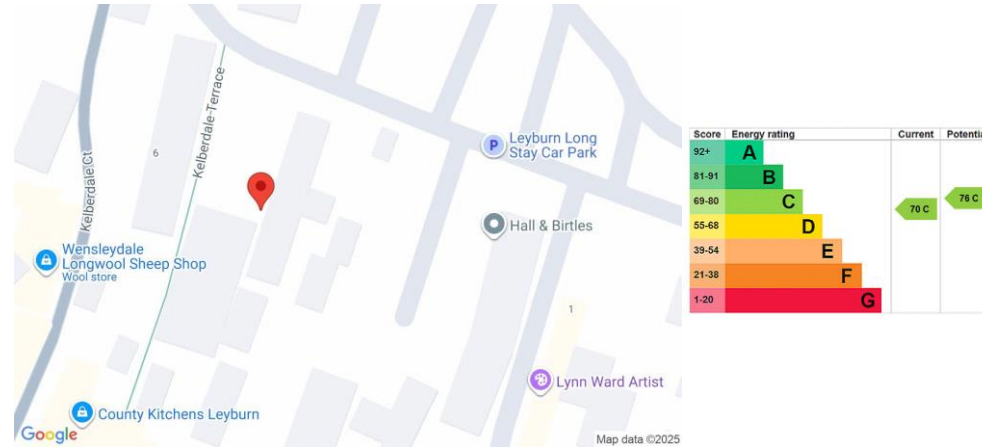 Kelberdale Ct
6
Kelberdale-Terrace
P
Leyburn Long
Stay Car Park
Hall & Birtles
Wensleydale
Longwool Sheep Shop
Wool store
1
Lynn Ward Artist
County Kitchens Leyburn
Google
Map data ©2025
Score Energy rating Current Potentia
92+ A
81-91 B
69-80 C 70 C 76 C
55-68 D
39-54 E
21-38 F
1-20 G